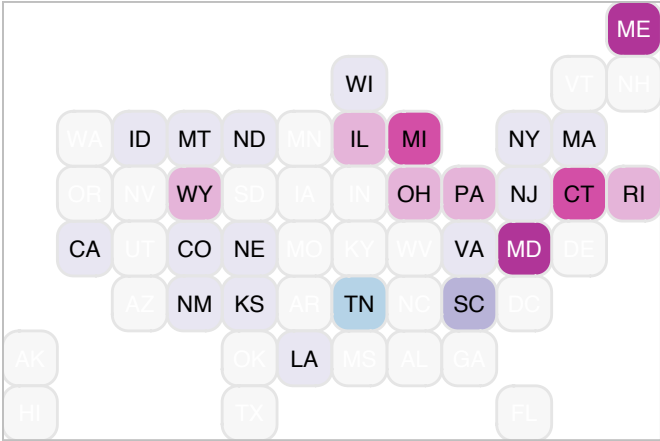 ME
WI VT NH
WA ID MT ND MN IL MI NY MA
OR NV WY SD IA IN OH PA NJ CT RI
CA UT CO NE MO KY WV VA MD DE
AZ NM KS AR TN NC SC DC
AK OK LA MS AL GA
HI TX FL